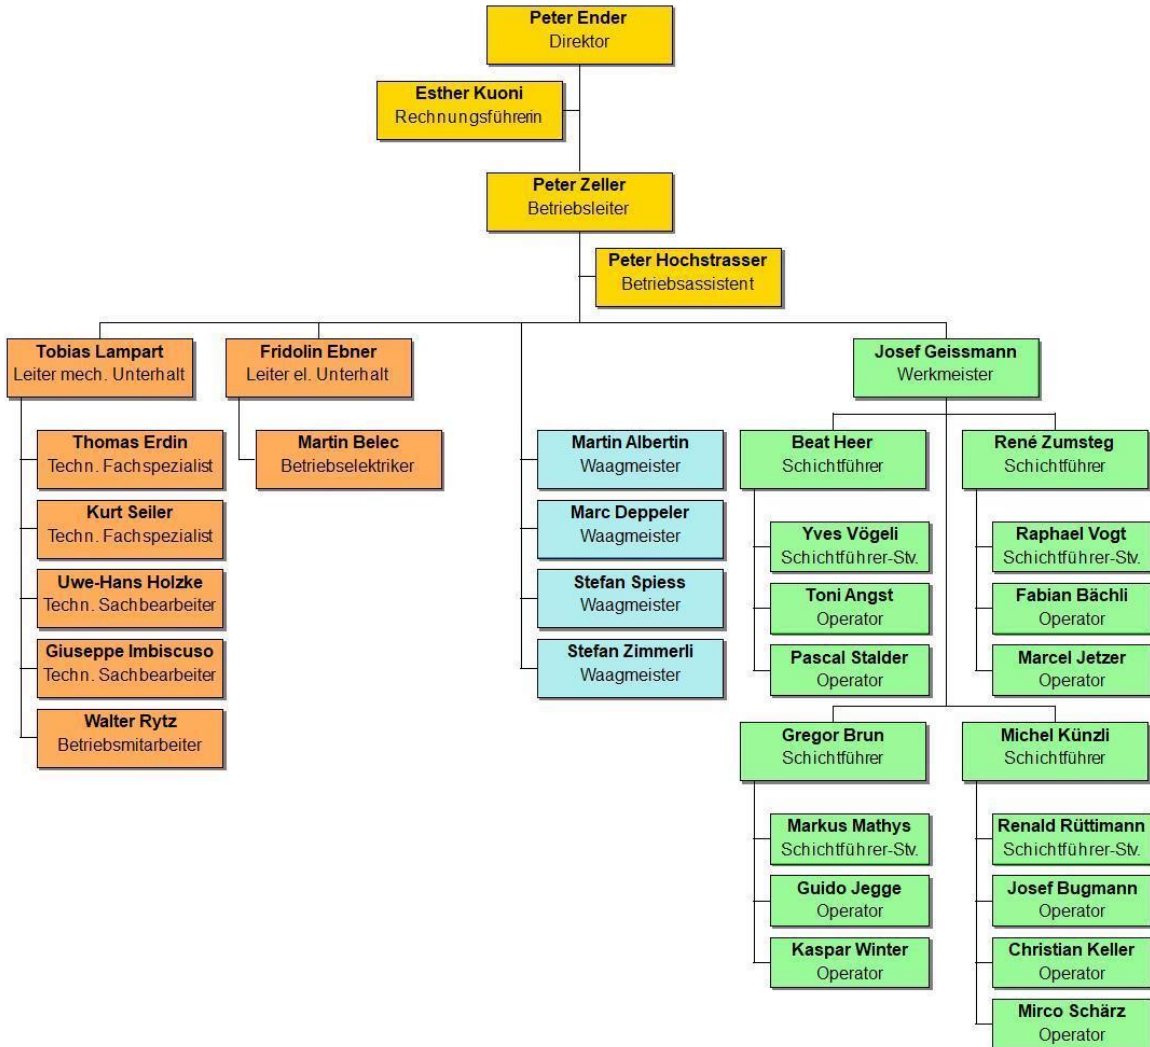 Peter Ender
Direktor
Esther Kuoni
Rechnungsführerin
Peter Zeller
Betriebsleiter
Peter Hochstrasser
Betriebsassistent
Tobias Lampart
Leiter mech. Unterhalt
Fridolin Ebner
Leiter el. Unterhalt
Josef Geissmann
Werkmeister
Thomas Erdin
Techn. Fachspezialist
Kurt Seiler
Techn. Fachspezialist
Uwe-Hans Holzke
Techn. Sachbearbeiter
Giuseppe Imbiscuso
Techn. Sachbearbeiter
Walter Rytz
Betriebsmitarbeiter
Martin Belec
Betriebselektriker
Martin Albertin
Waagmeister
Marc Deppeler
Waagmeister
Stefan Spiess
Waagmeister
Stefan Zimmerli
Waagmeister
Beat Heer
Schichtführer
Yves Vögeli
Schichtführer-Stv.
Toni Angst
Operator
Pascal Stalder
Operator
René Zumsteg
Schichtführer
Raphael Vogt
Schichtführer-Stv.
Fabian Bächli
Operator
Marcel Jetzer
Operator
Gregor Brun
Schichtführer
Markus Mathys
Schichtführer-Stv.
Guido Jegge
Operator
Kaspar Winter
Operator
Michel Künzli
Schichtführer
Renald Rüttimann
Schichtführer-Stv.
Josef Bugmann
Operator
Christian Keller
Operator
Mirco Schärz
Operator